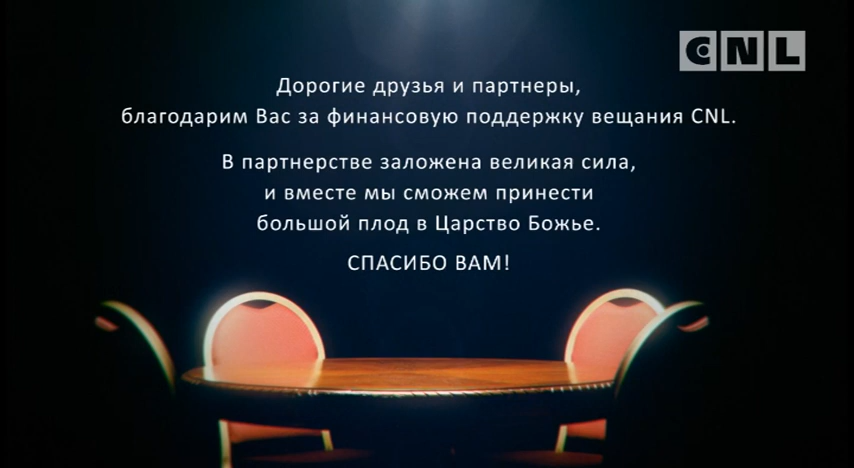 CNL
Дорогие друзья и партнеры,
благодарим Вас за финансовую поддержку вещания CNL.
В партнерстве заложена великая сила,
и вместе мы сможем принести
большой плод в Царство Божье.
СПАСИБО ВАМ!